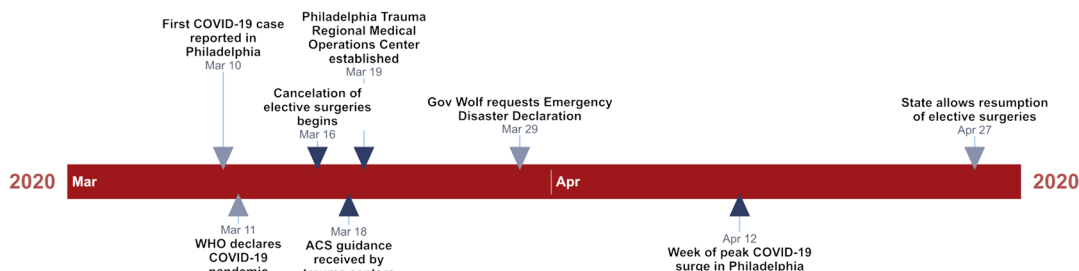 First COVID-19 case
reported in
Philadelphia
Mar 10
Philadelphia Trauma
Regional Medical
Operations Center
established
Mar 19
Cancelation of
elective surgeries
begins
Mar 16
Gov Wolf requests Emergency
Disaster Declaration
Mar 29
State allows resumption
of elective surgeries
Apr 27
2020
Mar
Apr
2020
Mar 11
WHO declares
COVID-19
pandemic
Mar 18
ACS guidance
received by
trauma centers
Apr 12
Week of peak COVID-19
surge in Philadelphia